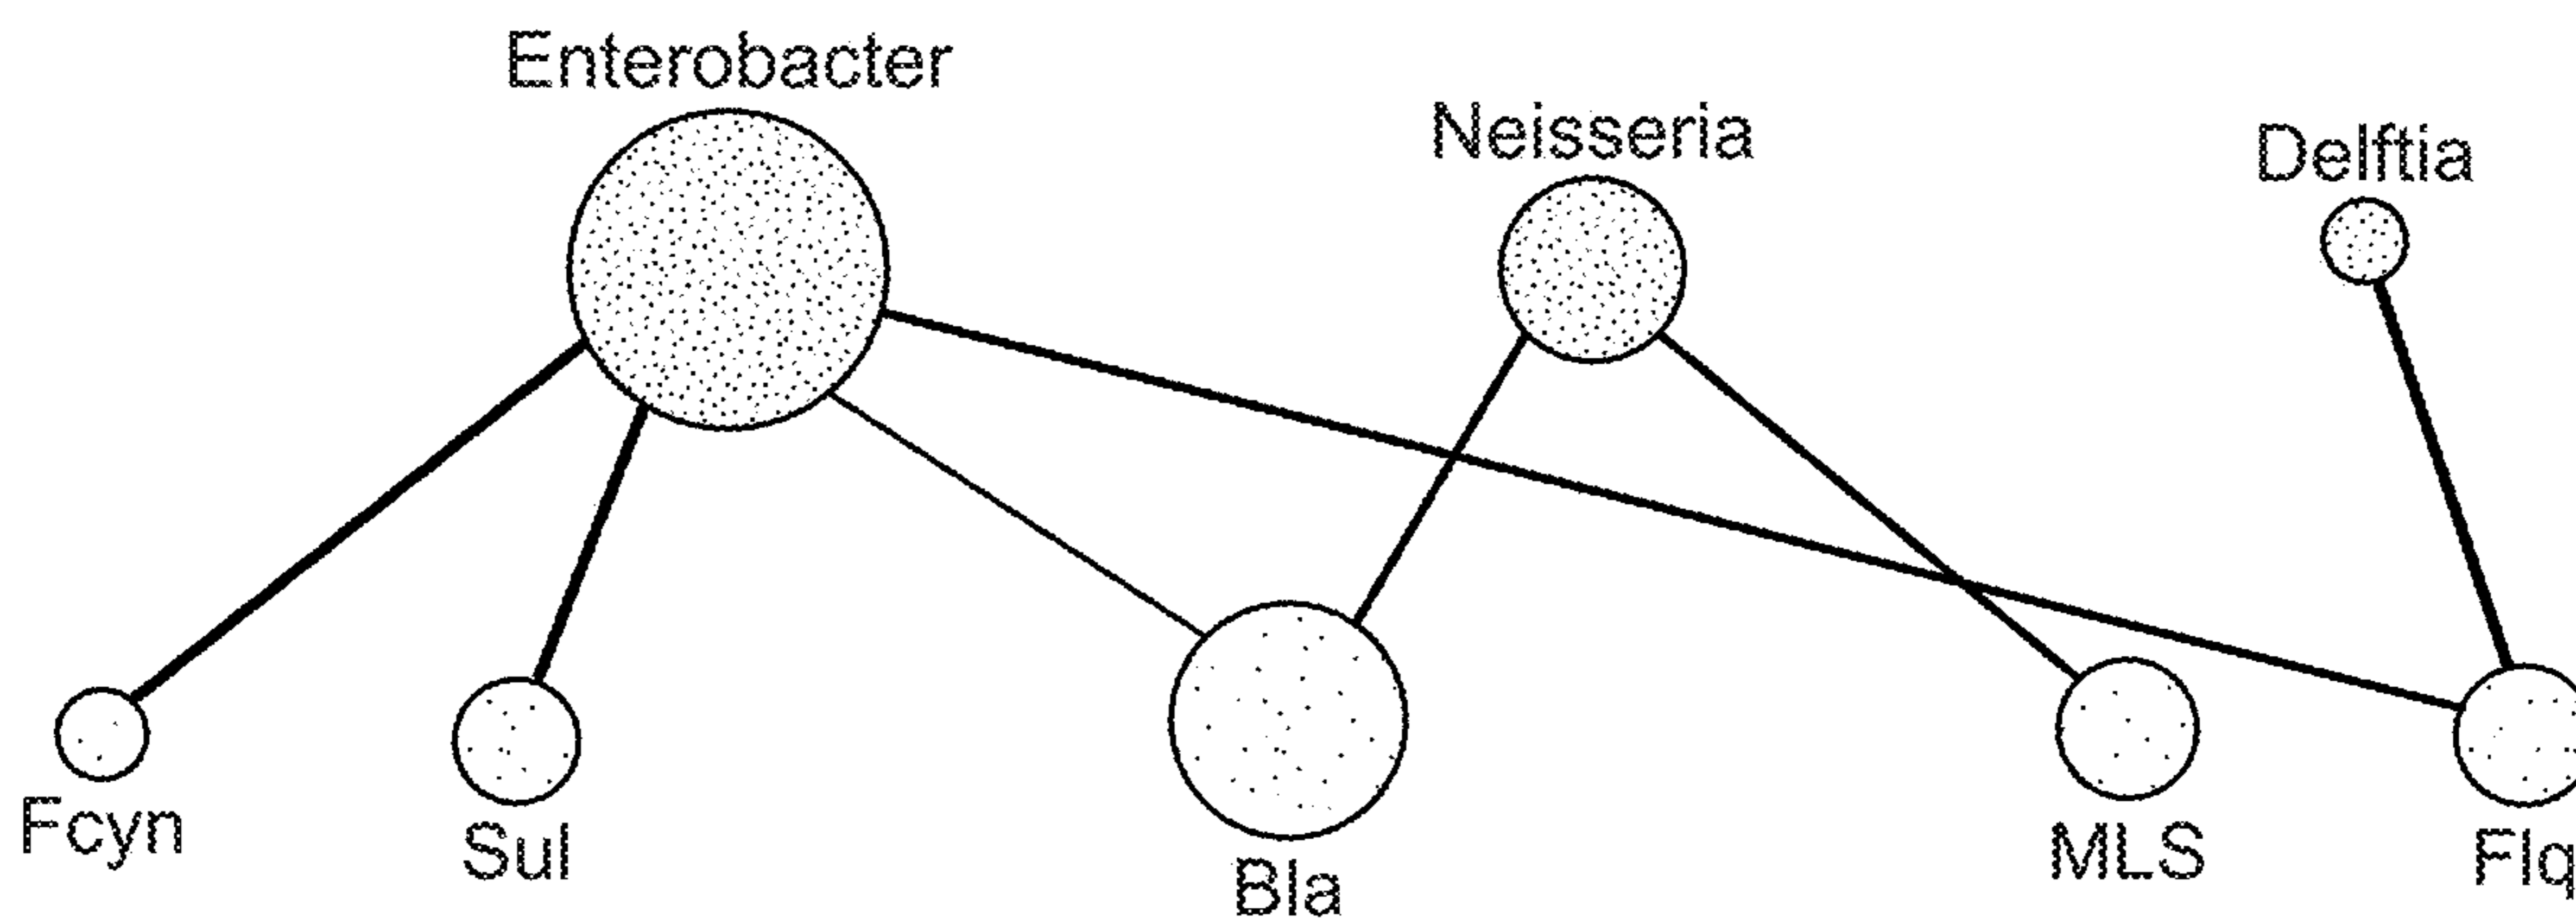 Enterobacter
Neisseria
Delftia
Fcyn
Sul
Bla
MLS
Flq